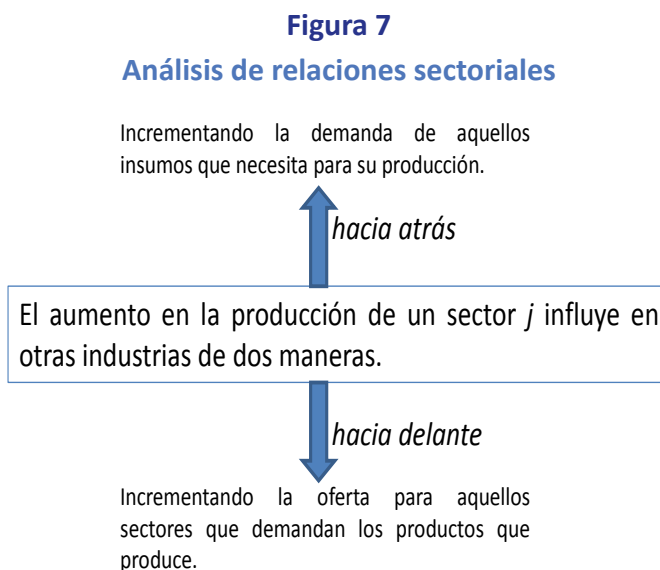 Figura 7
Análisis de relaciones sectoriales
Incrementando la demanda de aquellos
insumos que necesita para su producción.
hacia atrás
El aumento en la producción de un sector j influye en
otras industrias de dos maneras.
hacia delante
Incrementando la oferta para aquellos
sectores que demandan los productos que
produce.